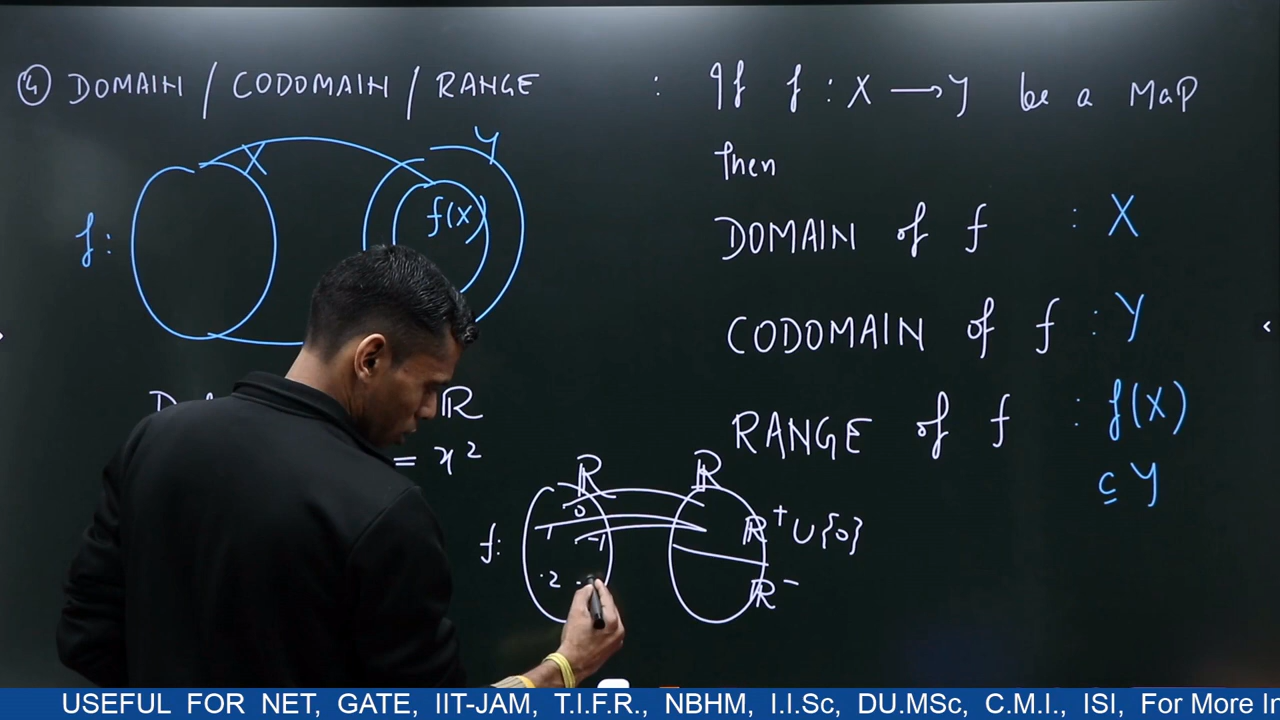 ④ DOMAIN / CODOMAIN / RANGE : If f : X ⟶ Y be a MaP
then
X
Y
f :
f(X)
DOMAIN of f : X
CODOMAIN of f : Y
RANGE of f : f(X)
⊆ Y
ℝ
= x²
ℝ
ℝ
f:
0
1
-1
·2
ℝ⁺ ∪ {0}
ℝ⁻
USEFUL FOR NET, GATE, IIT-JAM, T.I.F.R., NBHM, I.I.Sc, DU.MSc, C.M.I., ISI, For More In